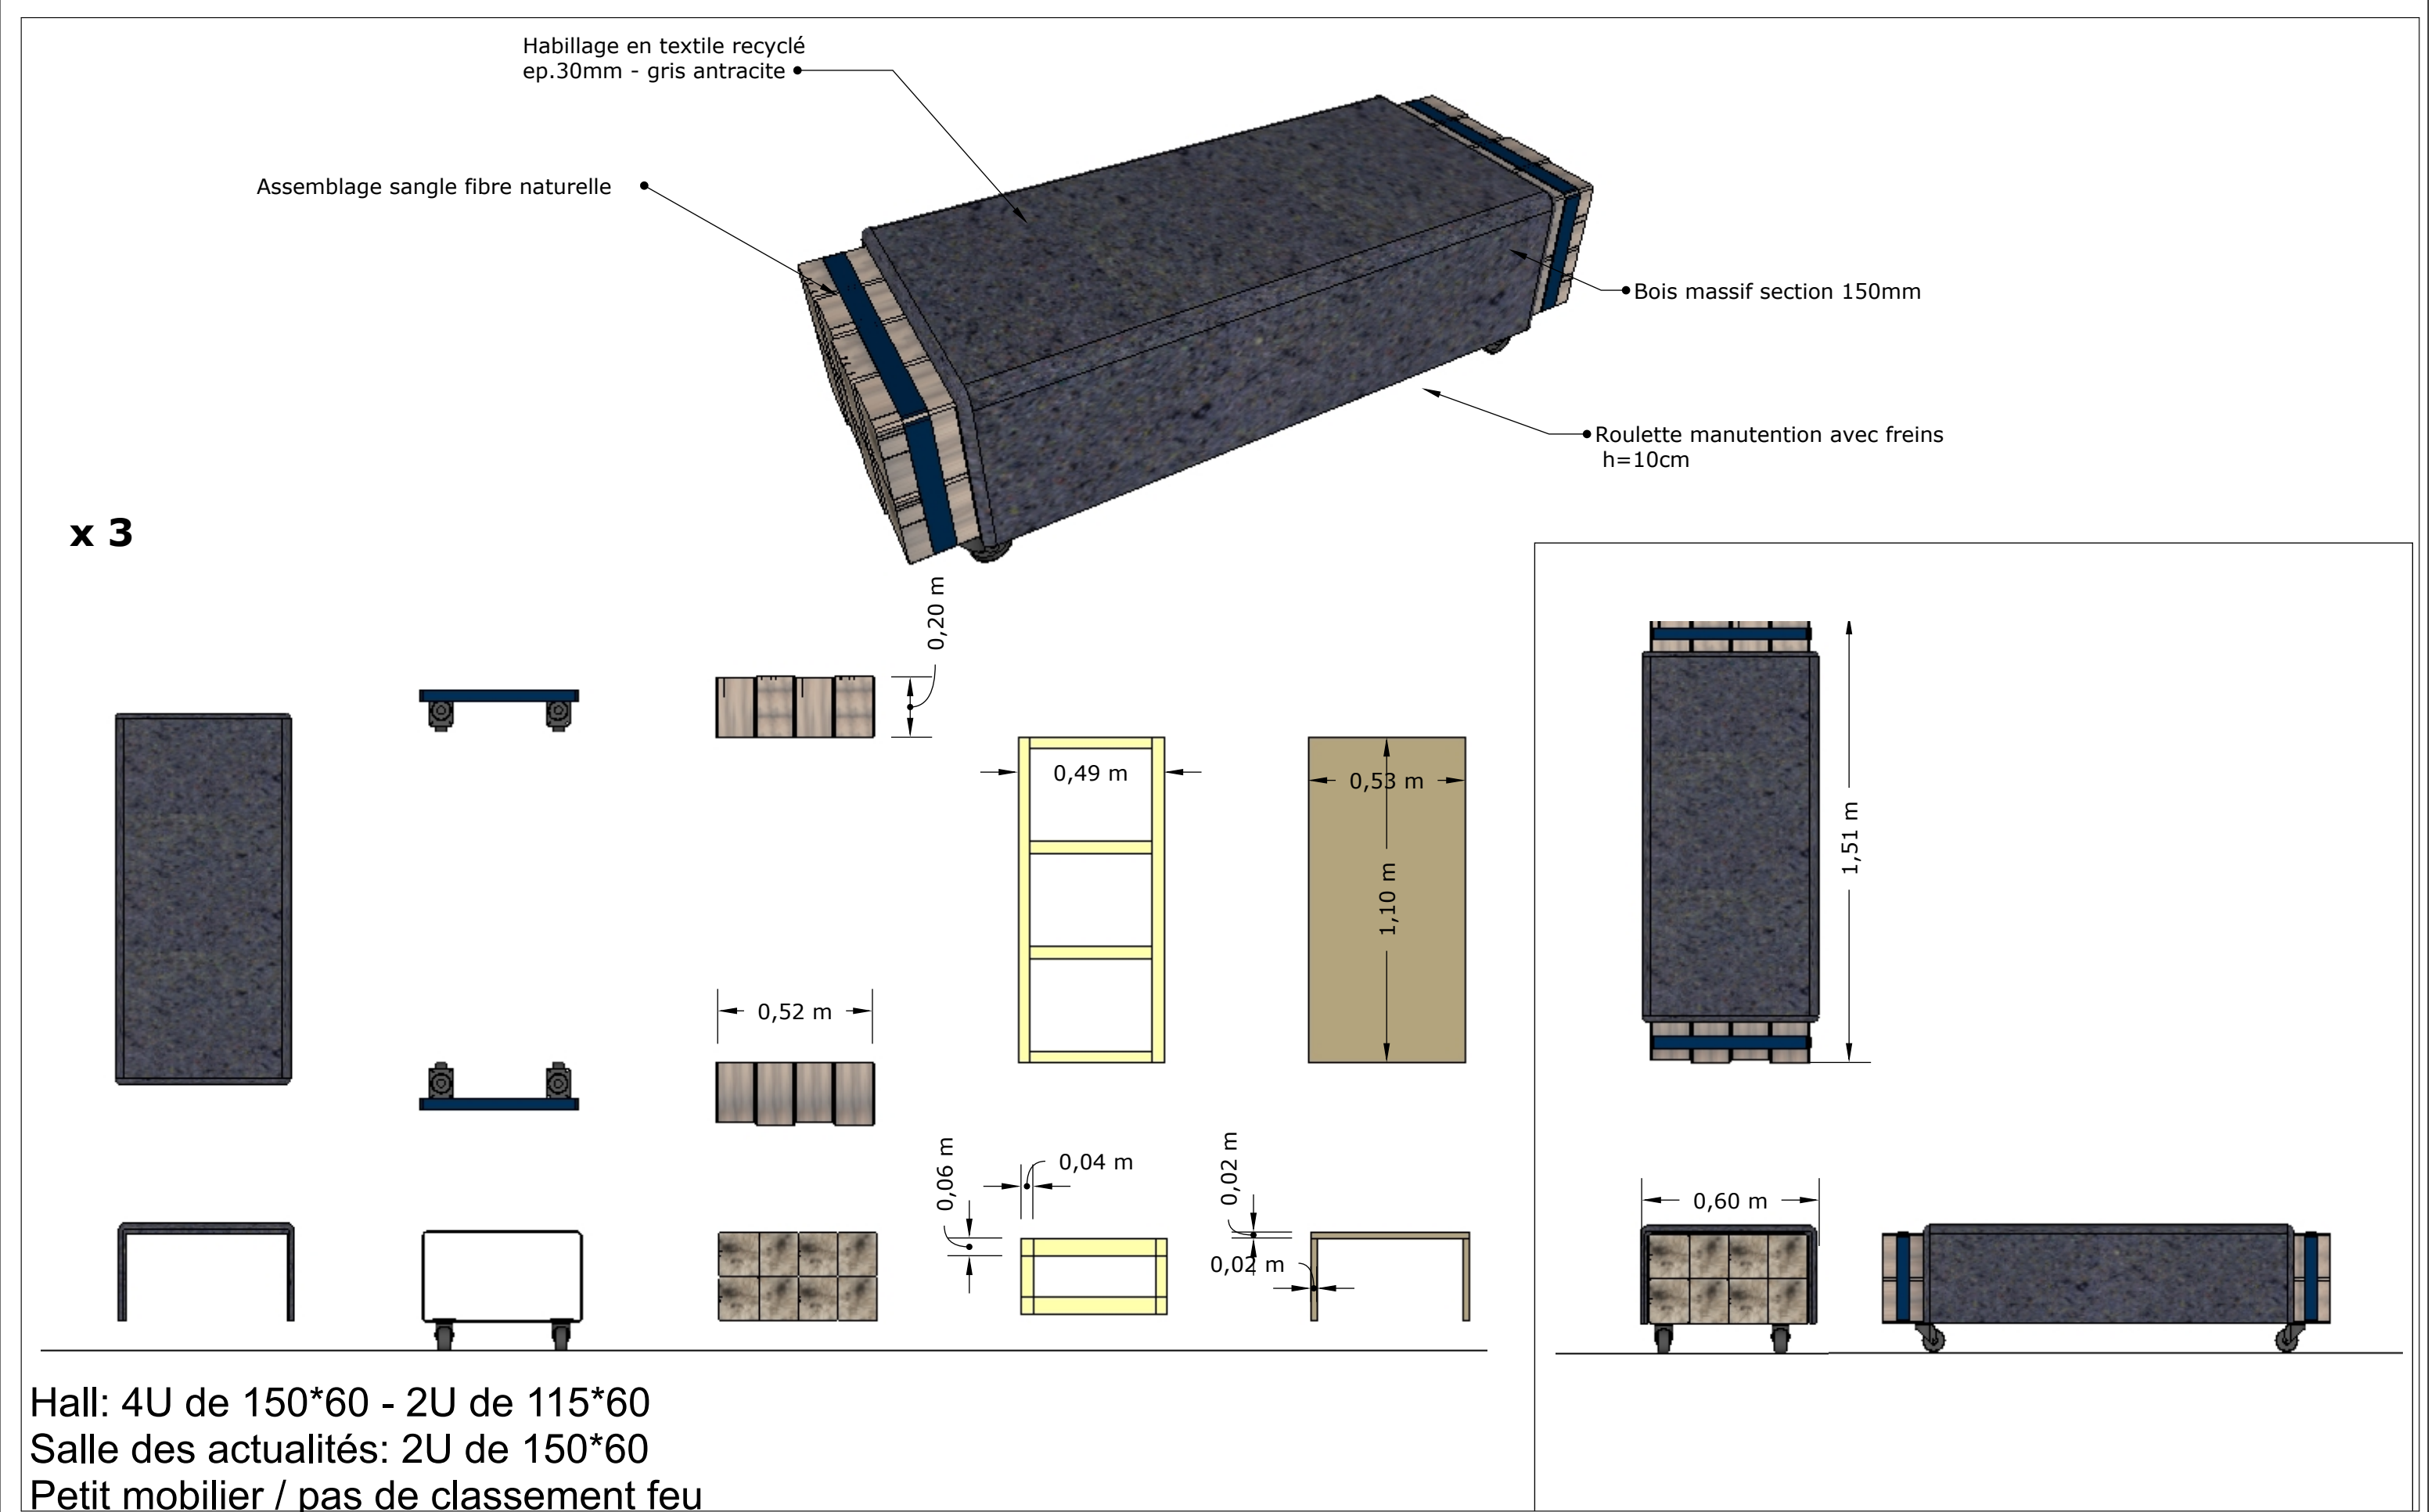 Habillage en textile recyclé
ep.30mm - gris antracite
Assemblage sangle fibre naturelle
Bois massif section 150mm
Roulette manutention avec freins
h=10cm
x 3
0,20 m
0,49 m
0,53 m
1,10 m
1,51 m
0,52 m
0,06 m
0,04 m
0,02 m
0,02 m
0,60 m
Hall: 4U de 150*60 - 2U de 115*60
Salle des actualités: 2U de 150*60
Petit mobilier / pas de classement feu